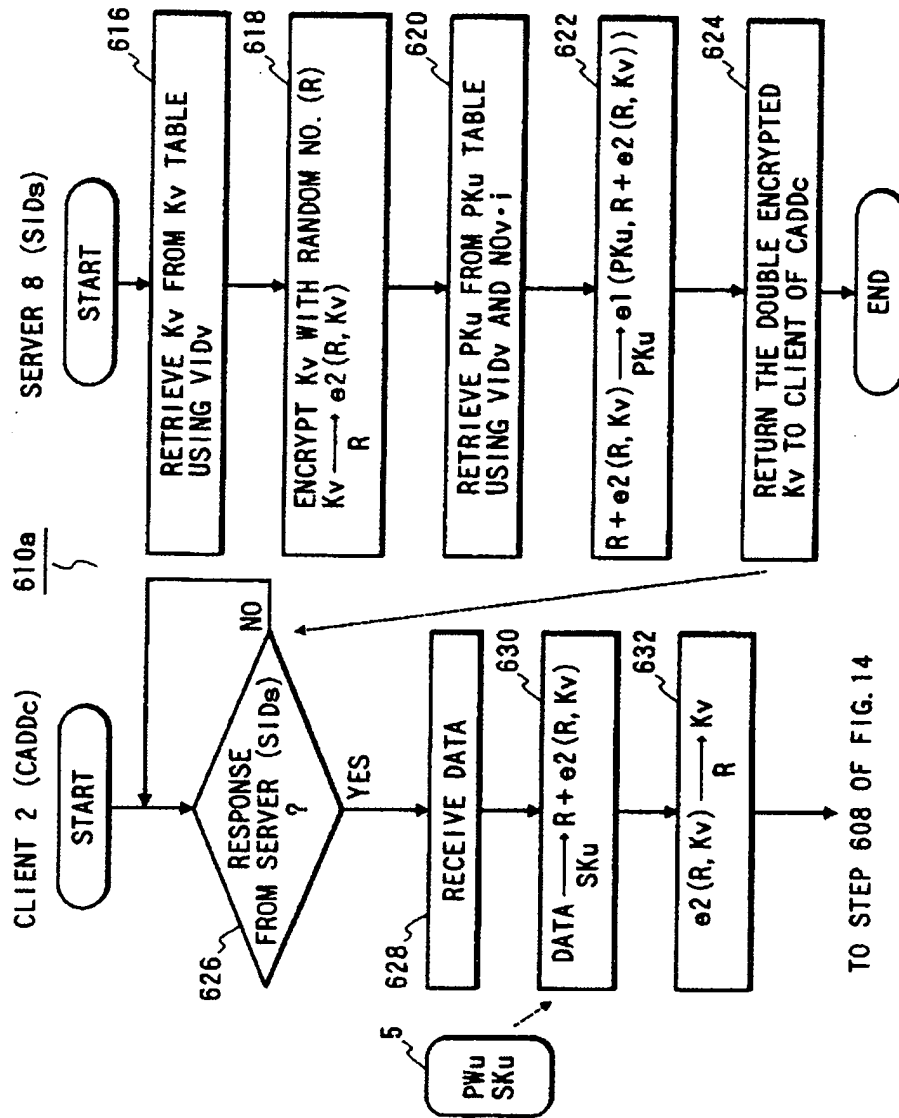 610a
CLIENT 2 (CADDc)
START
626
RESPONSE
FROM SERVER (SIDs)
?
NO
YES
628
RECEIVE DATA
5
PWu
SKu
630
DATA ⟶ R + e2(R, Kv)
SKu
632
e2(R, Kv) ⟶ Kv
R
TO STEP 608 OF FIG.14
SERVER 8 (SIDs)
START
616
RETRIEVE Kv FROM Kv TABLE
USING VIDv
618
ENCRYPT Kv WITH RANDOM NO. (R)
Kv ⟶ e2(R, Kv)
R
620
RETRIEVE PKu FROM PKu TABLE
USING VIDv AND NOv·i
622
R + e2(R, Kv) ⟶ e1(PKu, R + e2(R, Kv))
PKu
624
RETURN THE DOUBLE ENCRYPTED
Kv TO CLIENT OF CADDc
END